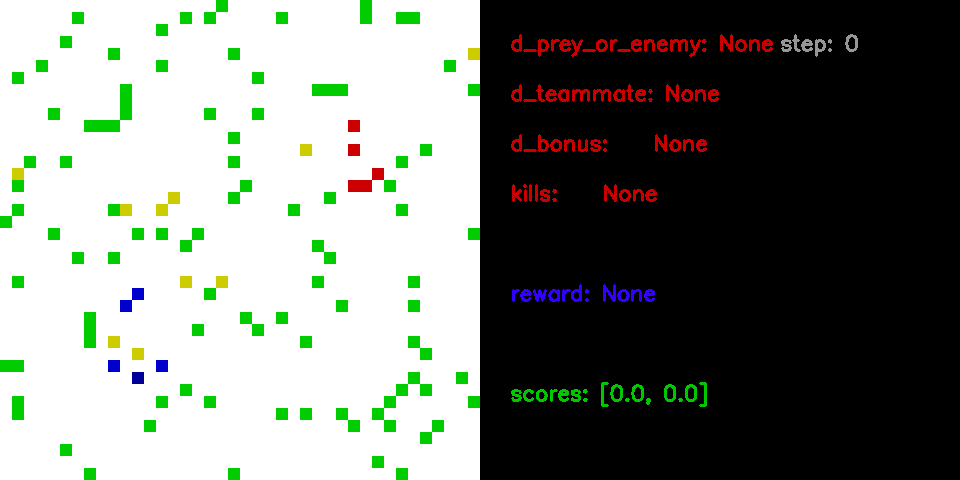 d_prey_or_enemy: None step: 0
d_teammate: None
d_bonus: None
kills: None
reward: None
scores: [0.0, 0.0]